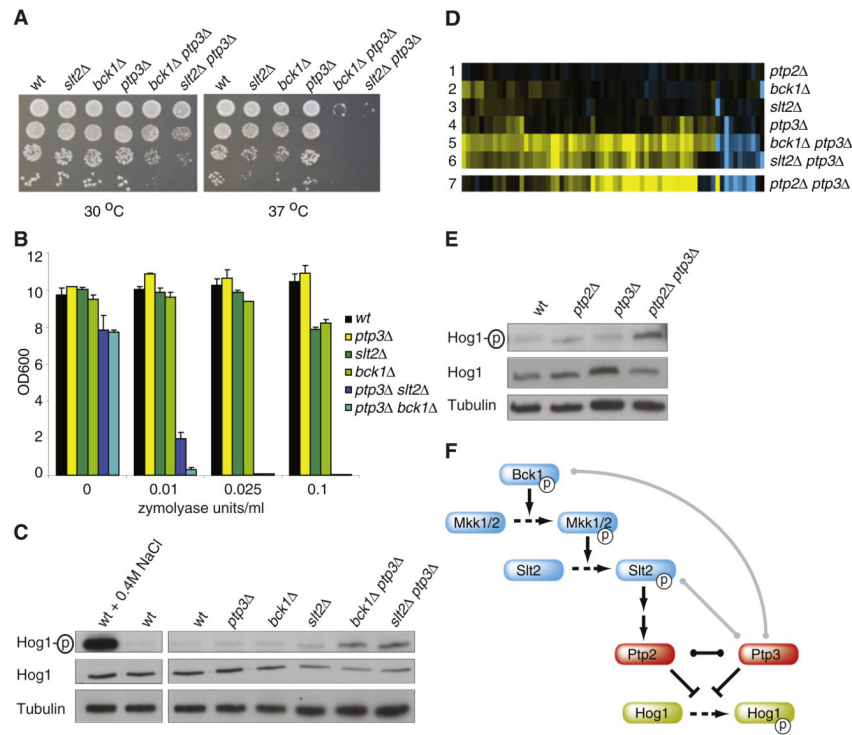 A
wt
slt2Δ
bck1Δ
ptp3Δ
bck1Δ ptp3Δ
slt2Δ ptp3Δ
wt
slt2Δ
bck1Δ
ptp3Δ
bck1Δ ptp3Δ
slt2Δ ptp3Δ
30 ºC
37 ºC
B
OD600
12
10
8
6
4
2
0
0
0.01
0.025
0.1
zymolyase units/ml
wt
ptp3Δ
slt2Δ
bck1Δ
ptp3Δ slt2Δ
ptp3Δ bck1Δ
C
wt + 0.4M NaCl
wt
wt
ptp3Δ
bck1Δ
slt2Δ
bck1Δ ptp3Δ
slt2Δ ptp3Δ
Hog1-p
Hog1
Tubulin
D
1 ptp2Δ
2 bck1Δ
3 slt2Δ
4 ptp3Δ
5 bck1Δ ptp3Δ
6 slt2Δ ptp3Δ
7 ptp2Δ ptp3Δ
E
wt
ptp2Δ
ptp3Δ
ptp2Δ ptp3Δ
Hog1-p
Hog1
Tubulin
F
Bck1
p
Mkk1/2
Mkk1/2
p
Slt2
Slt2
p
Ptp2
Ptp3
Hog1
Hog1
p